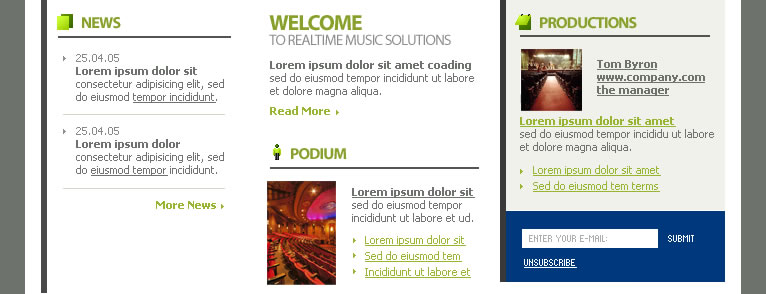 NEWS
25.04.05
Lorem ipsum dolor sit
consectetur adipisicing elit, sed
do eiusmod tempor incididunt.
25.04.05
Lorem ipsum dolor
consectetur adipisicing elit, sed
do eiusmod tempor incididunt.
More News
WELCOME
TO REALTIME MUSIC SOLUTIONS
Lorem ipsum dolor sit amet coading
sed do eiusmod tempor incididunt ut labore
et dolore magna aliqua.
Read More
PODIUM
Lorem ipsum dolor sit
sed do eiusmod tempor
incididunt ut labore et ud.
Lorem ipsum dolor sit
Sed do eiusmod tem
Incididunt ut labore et
PRODUCTIONS
Tom Byron
www.company.com
the manager
Lorem ipsum dolor sit amet
sed do eiusmod tempor incididu ut labore
et dolore magna aliqua.
Lorem ipsum dolor sit amet
Sed do eiusmod tem terms
ENTER YOUR E-MAIL: SUBMIT
UNSUBSCRIBE